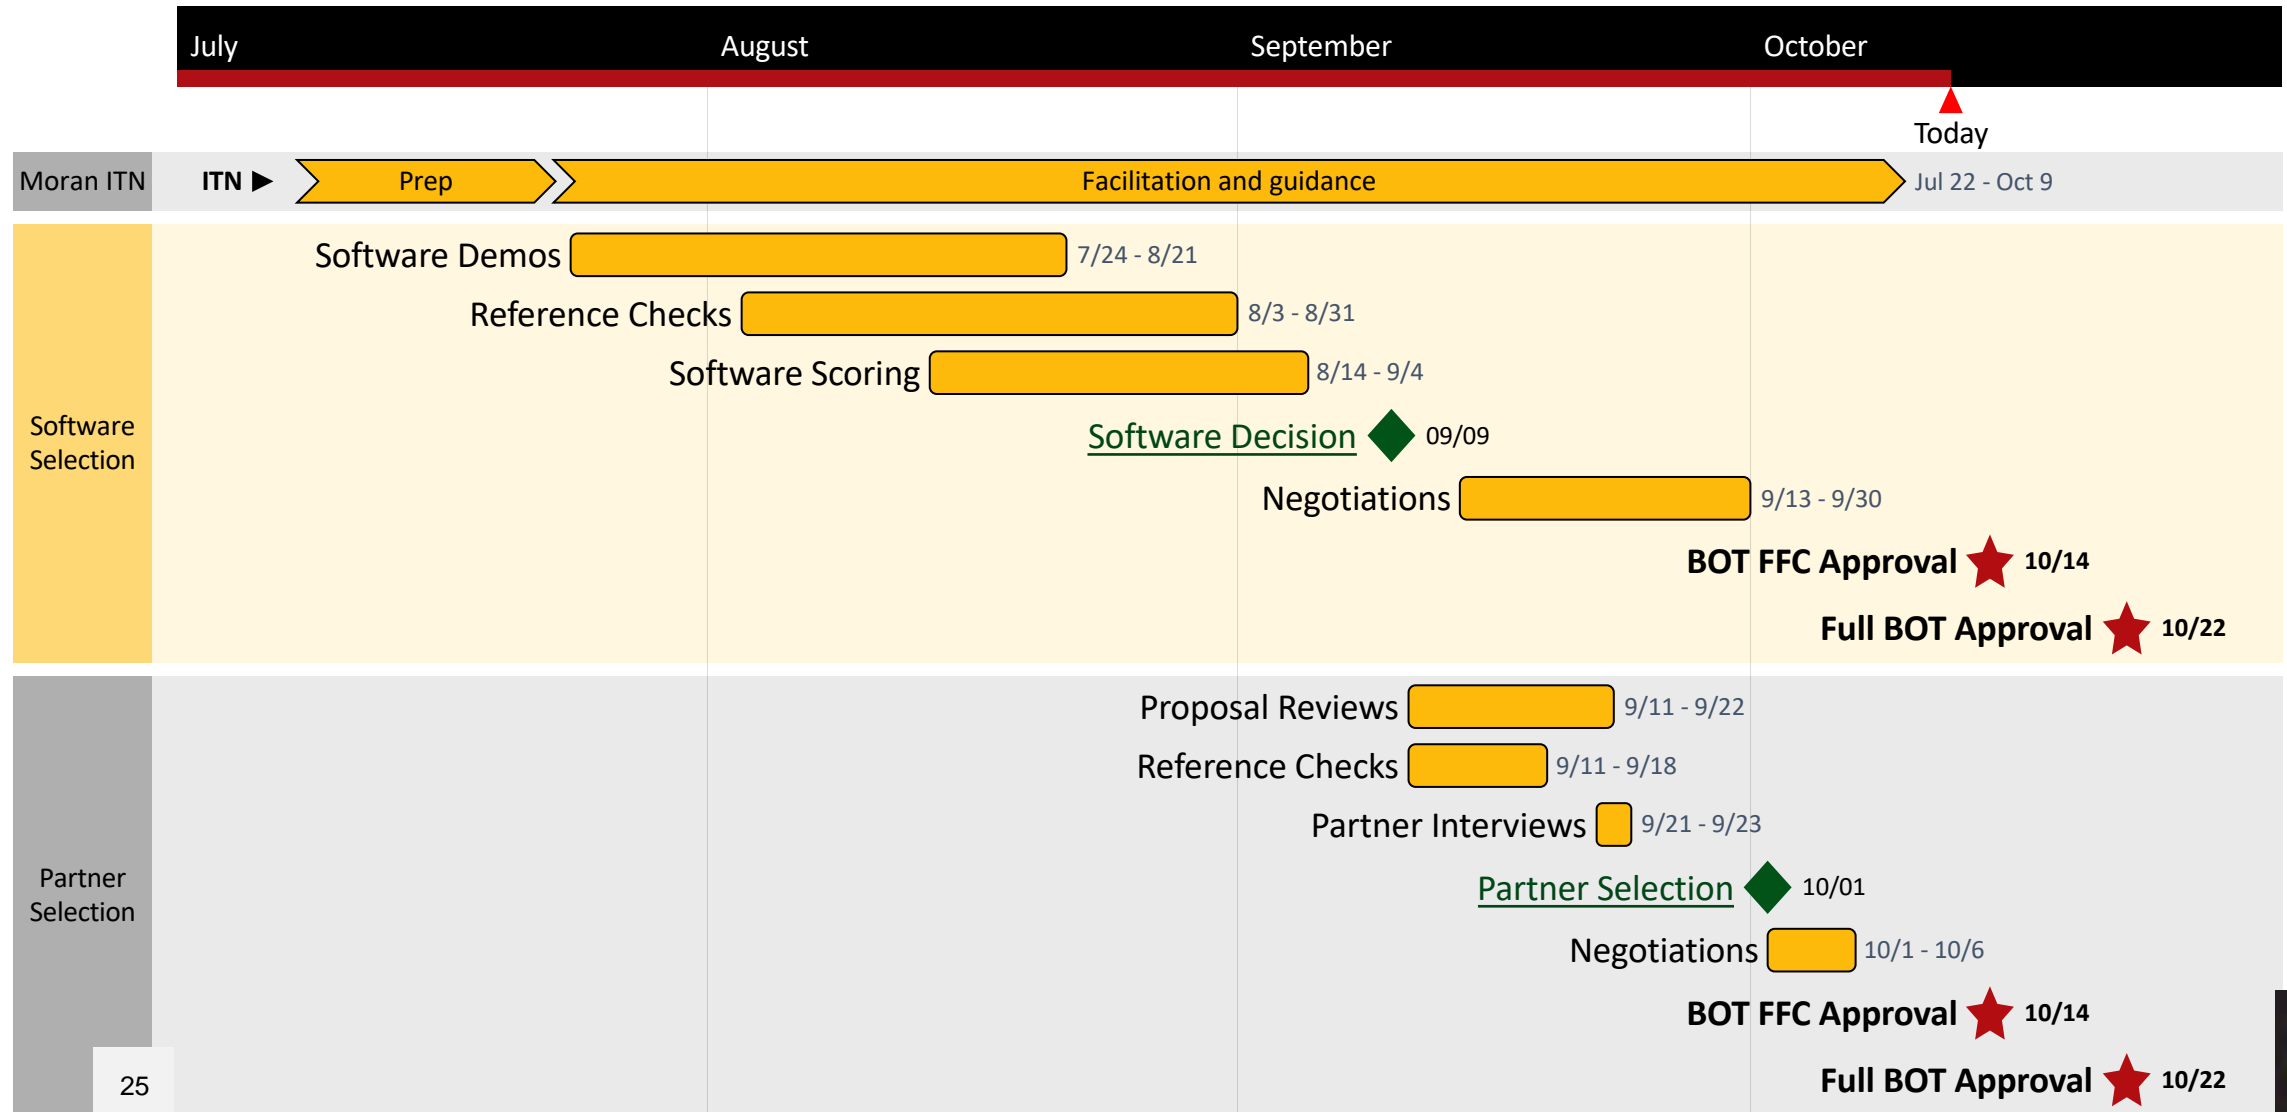 July August September October
Today
Moran ITN ITN ► Prep Facilitation and guidance Jul 22 - Oct 9
Software Demos 7/24 - 8/21
Reference Checks 8/3 - 8/31
Software Scoring 8/14 - 9/4
Software
Selection
Software Decision 09/09
Negotiations 9/13 - 9/30
BOT FFC Approval 10/14
Full BOT Approval 10/22
Proposal Reviews 9/11 - 9/22
Reference Checks 9/11 - 9/18
Partner Interviews 9/21 - 9/23
Partner
Selection
Partner Selection 10/01
Negotiations 10/1 - 10/6
BOT FFC Approval 10/14
Full BOT Approval 10/22
25